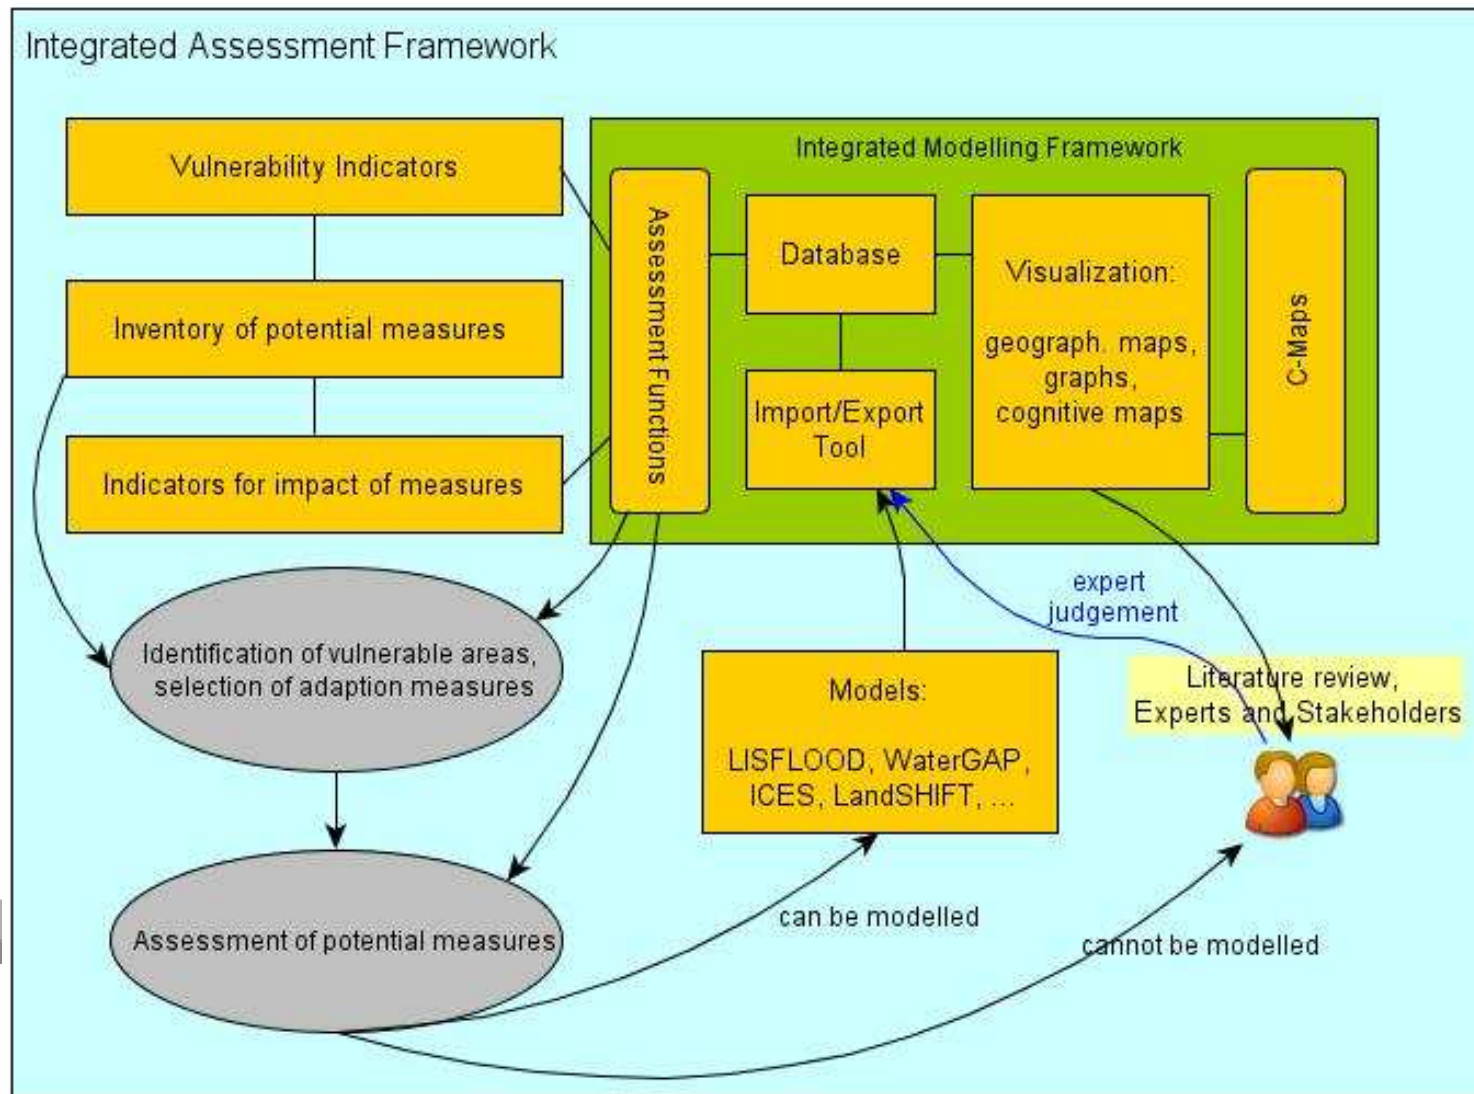 Integrated Assessment Framework
Vulnerability Indicators
Inventory of potential measures
Indicators for impact of measures
Integrated Modelling Framework
Assessment Functions
Database
Import/Export
Tool
Visualization:
geograph. maps,
graphs,
cognitive maps
C-Maps
Identification of vulnerable areas,
selection of adaption measures
Assessment of potential measures
Models:
LISFLOOD, WaterGAP,
ICES, LandSHIFT, ...
expert
judgement
Literature review,
Experts and Stakeholders
can be modelled
cannot be modelled